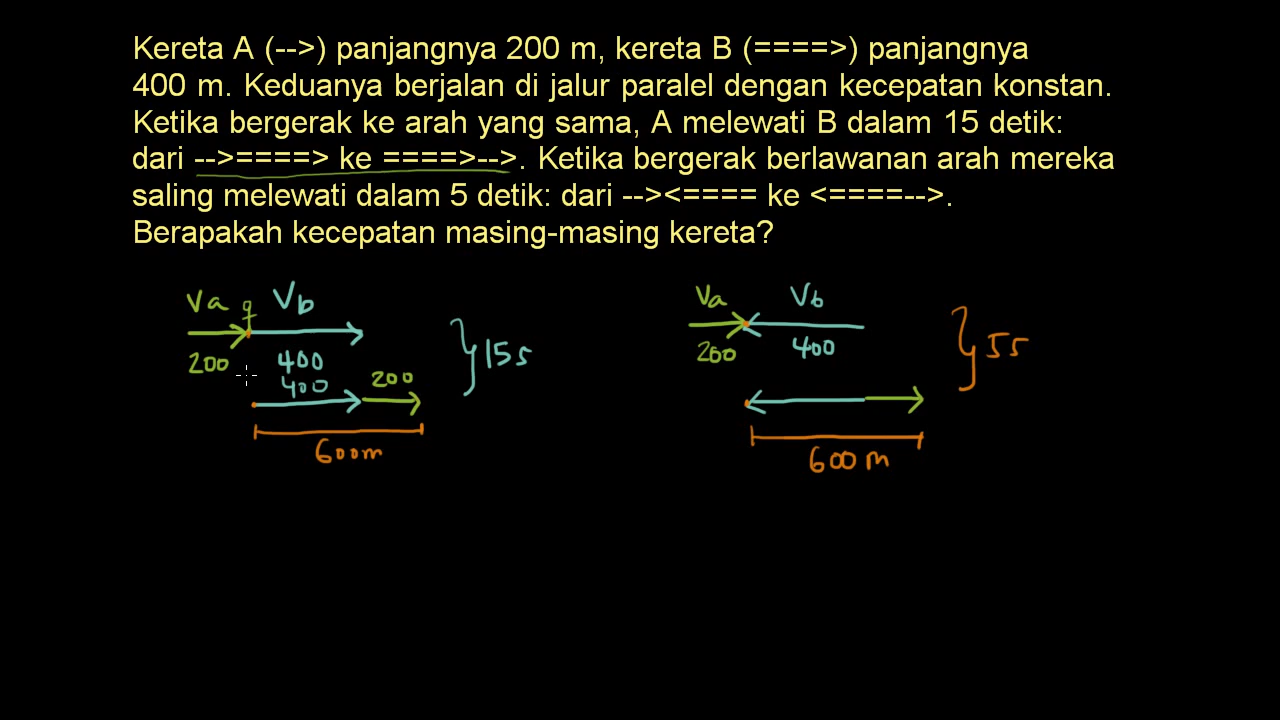 Kereta A (-->) panjangnya 200 m, kereta B (====>) panjangnya
400 m. Keduanya berjalan di jalur paralel dengan kecepatan konstan.
Ketika bergerak ke arah yang sama, A melewati B dalam 15 detik:
dari -->====> ke ====>-->. Ketika bergerak berlawanan arah mereka
saling melewati dalam 5 detik: dari --><==== ke <====-->.
Berapakah kecepatan masing-masing kereta?
Va Vb
200 400
400 200
15s
600m
Va Vb
200 400
5s
600 m